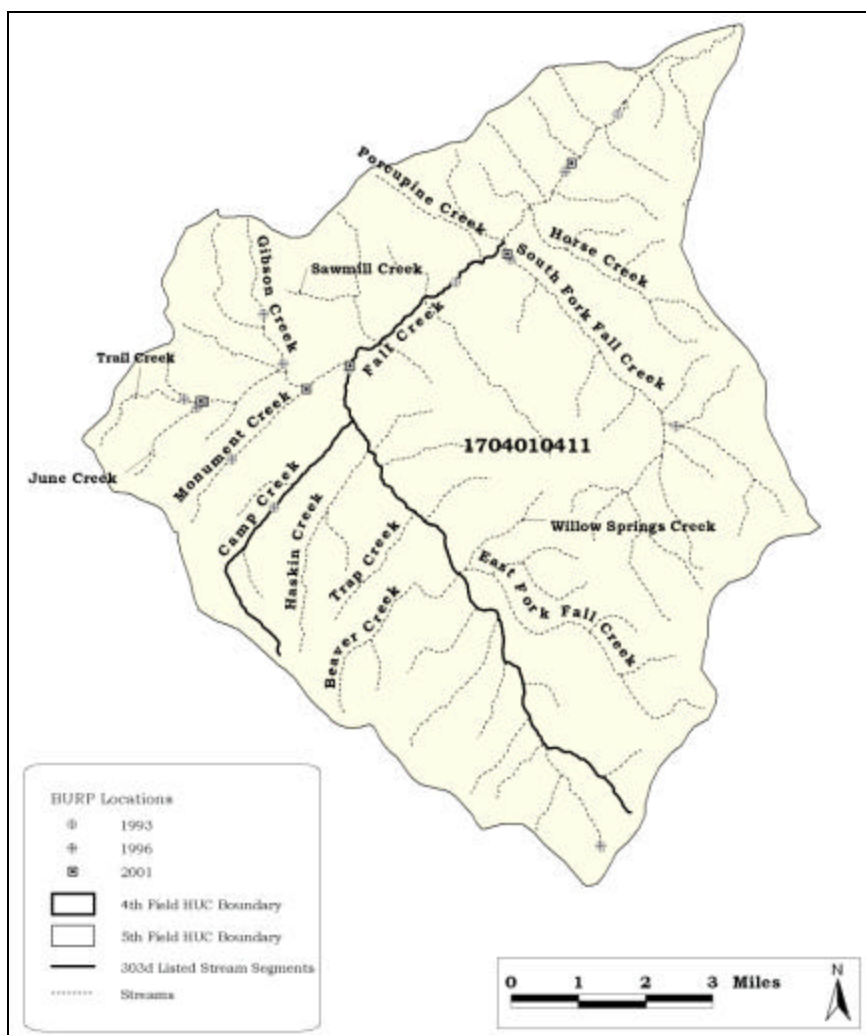 Porcupine Creek
Horse Creek
South Fork Fall Creek
Gibson Creek
Sawmill Creek
Fall Creek
Trail Creek
Monument Creek
June Creek
1704010411
Camp Creek
Haskin Creek
Trap Creek
Willow Springs Creek
East Fork Fall Creek
Beaver Creek
BURP Locations
1993
1996
2001
4th Field HUC Boundary
5th Field HUC Boundary
303d Listed Stream Segments
Streams
0 1 2 3 Miles
N